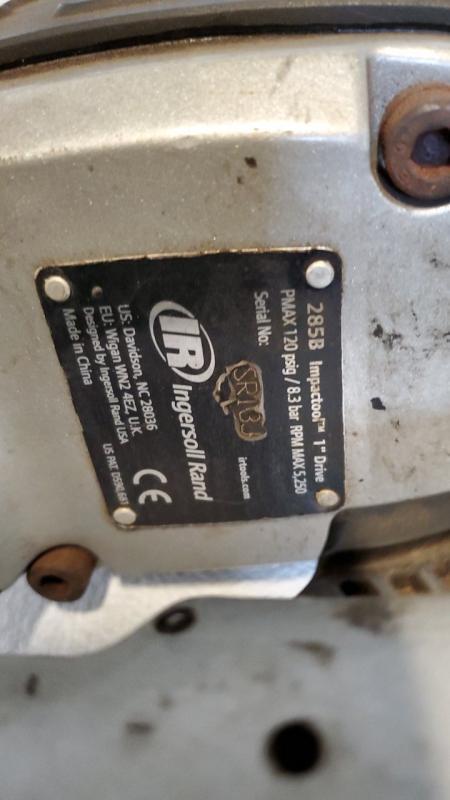 285B Impactool™ 1" Drive
PMAX 120 psig / 8.3 bar RPM MAX 5,250
Serial No:
irtools.com
IR Ingersoll Rand
US: Davidson, NC 28036
EU: Wigan WN2 4EZ, U.K.
Designed by Ingersoll Rand USA
Made in China
CE
US PAT.